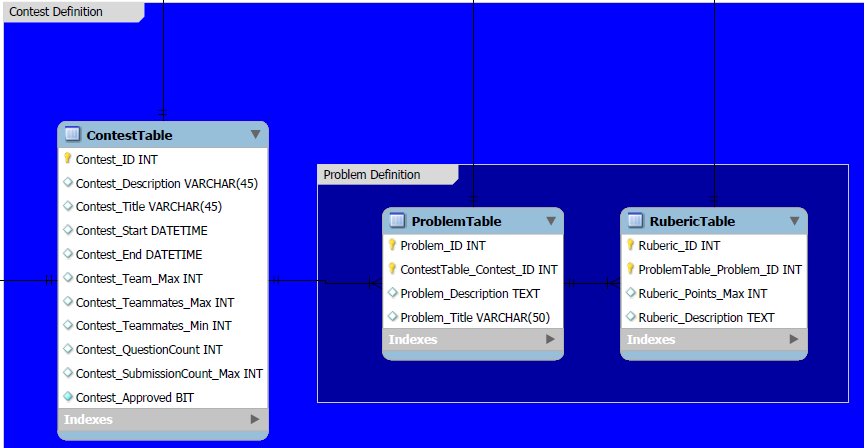 Contest Definition
ContestTable
Contest_ID INT
Contest_Description VARCHAR(45)
Contest_Title VARCHAR(45)
Contest_Start DATETIME
Contest_End DATETIME
Contest_Team_Max INT
Contest_Teammates_Max INT
Contest_Teammates_Min INT
Contest_QuestionCount INT
Contest_SubmissionCount_Max INT
Contest_Approved BIT
Indexes
Problem Definition
ProblemTable
Problem_ID INT
ContestTable_Contest_ID INT
Problem_Description TEXT
Problem_Title VARCHAR(50)
Indexes
RubericTable
Ruberic_ID INT
ProblemTable_Problem_ID INT
Ruberic_Points_Max INT
Ruberic_Description TEXT
Indexes